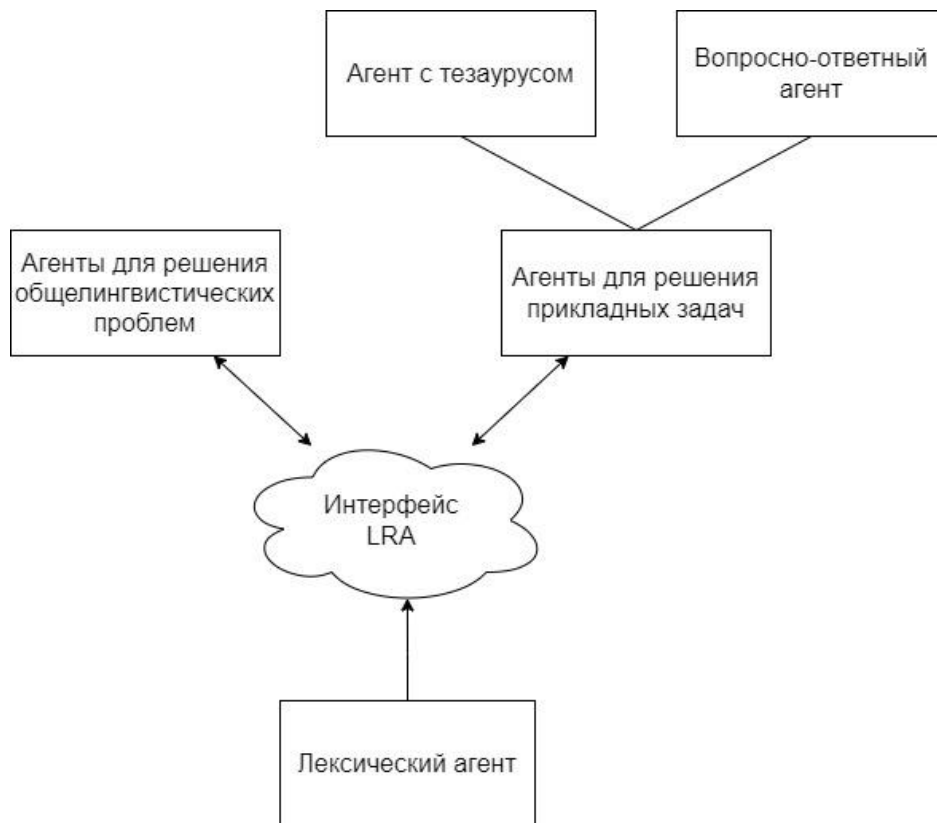 Агент с тезаурусом
Вопросно-ответный
агент
Агенты для решения
общелингвистических
проблем
Агенты для решения
прикладных задач
Интерфейс
LRA
Лексический агент